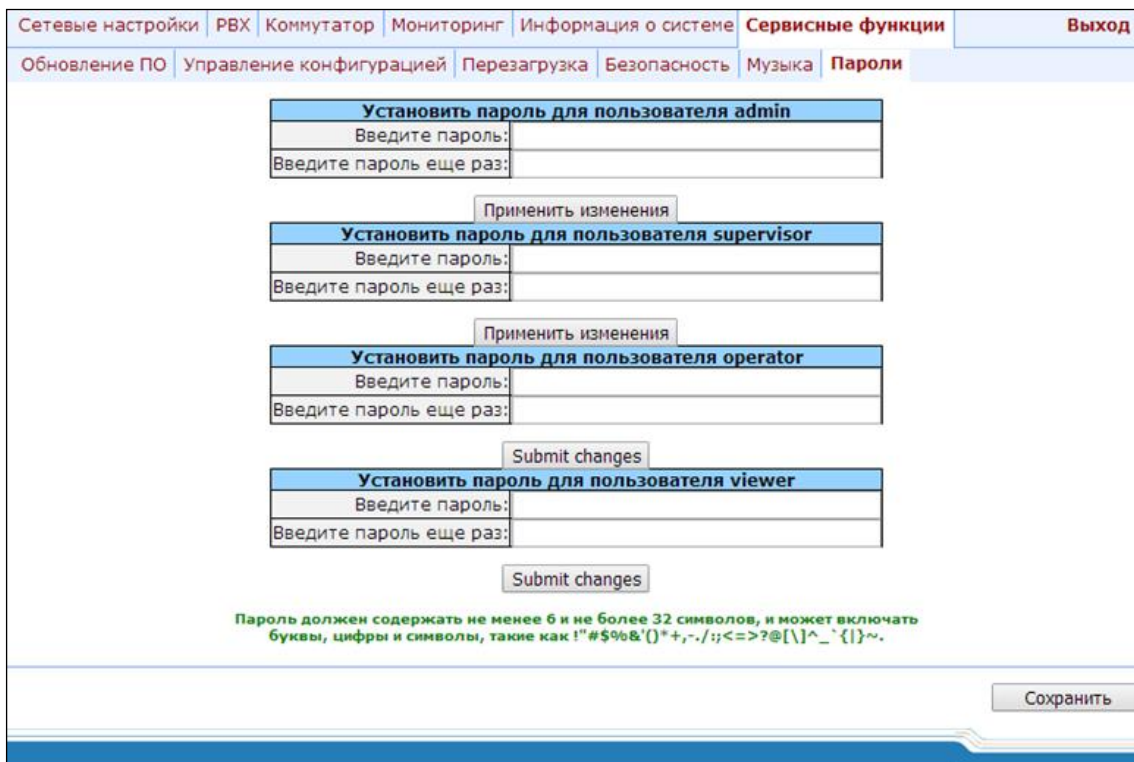 Сетевые настройки PBX Коммутатор Мониторинг Информация о системе Сервисные функции Выход
Обновление ПО Управление конфигурацией Перезагрузка Безопасность Музыка Пароли
Установить пароль для пользователя admin
Введите пароль:
Введите пароль еще раз:
Применить изменения
Установить пароль для пользователя supervisor
Введите пароль:
Введите пароль еще раз:
Применить изменения
Установить пароль для пользователя operator
Введите пароль:
Введите пароль еще раз:
Submit changes
Установить пароль для пользователя viewer
Введите пароль:
Введите пароль еще раз:
Submit changes
Пароль должен содержать не менее 6 и не более 32 символов, и может включать
буквы, цифры и символы, такие как !"#$%&'()*+,-./:;<=>?@[\]^_`{|}~.
Сохранить